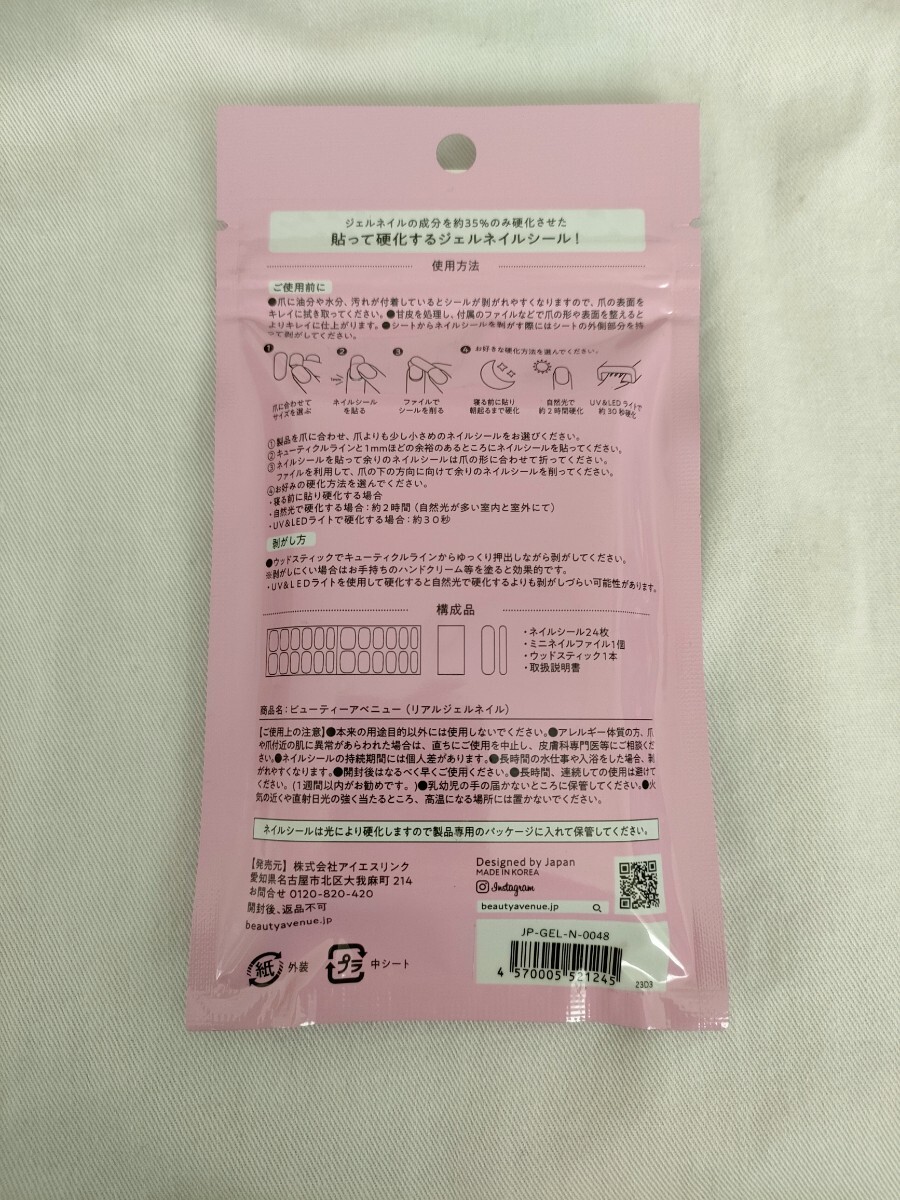 ジェルネイルの成分を約35%のみ硬化させた
貼って硬化するジェルネイルシール！
使用方法
ご使用前に
●爪に油分や水分、汚れが付着しているとシールが剥がれやすくなりますので、爪の表面を
キレイに拭き取ってください。●甘皮を処理し、付属のファイルなどで爪の形や表面を整えると
よりキレイに仕上がります。●シートからネイルシールを剥がす際にはシートの外側部分を持
って剥がしてください。
① ② ③ ④ お好きな硬化方法を選んでください。
1mm
爪に合わせて
サイズを選ぶ
ネイルシール
を貼る
ファイルで
シールを削る
寝る前に貼り
朝起るまで硬化
自然光で
約2時間硬化
UV&LEDライトで
約30秒硬化
①製品を爪に合わせ、爪よりも少し小さめのネイルシールをお選びください。
②キューティクルラインと1mmほどの余裕のあるところにネイルシールを貼ってください。
③ネイルシールを貼って余りのネイルシールは爪の形に合わせて折ってください。
ファイルを利用して、爪の下の方向に向けて余りのネイルシールを削ってください。
④お好みの硬化方法を選んでください。
・寝る前に貼り硬化する場合
・自然光で硬化する場合：約2時間（自然光が多い室内と室外にて）
・UV&LEDライトで硬化する場合：約30秒
剥がし方
●ウッドスティックでキューティクルラインからゆっくり押出しながら剥がしてください。
※剥がしにくい場合はお手持ちのハンドクリーム等を塗ると効果的です。
・UV&LEDライトを使用して硬化すると自然光で硬化するよりも剥がしづらい可能性があります。
構成品
・ネイルシール24枚
・ミニネイルファイル1個
・ウッドスティック1本
・取扱説明書
商品名：ビューティーアベニュー（リアルジェルネイル）
【ご使用上の注意】●本来の用途目的以外には使用しないでください。●アレルギー体質の方、爪
や爪付近の肌に異常があらわれた場合は、直ちにご使用を中止し、皮膚科専門医等にご相談くだ
さい。●ネイルシールの持続期間には個人差があります。●長時間の水仕事や入浴をした場合、剥
がれやすくなります。●開封後はなるべく早くご使用ください。●長時間、連続しての使用は避けて
ください。(1週間以内がお勧めです。)●乳幼児の手の届かないところに保管してください。●火
気の近くや直射日光の強く当たるところ、高温になる場所には置かないでください。
ネイルシールは光により硬化しますので製品専用のパッケージに入れて保管してください。
【発売元】株式会社アイエスリンク
愛知県名古屋市北区大我麻町 214
お問合せ 0120-820-420
開封後、返品不可
beautyavenue.jp
紙 外装
プラ 中シート
Designed by Japan
MADE IN KOREA
Instagram
beautyavenue.jp
JP-GEL-N-0048
4 570005 521245
2303